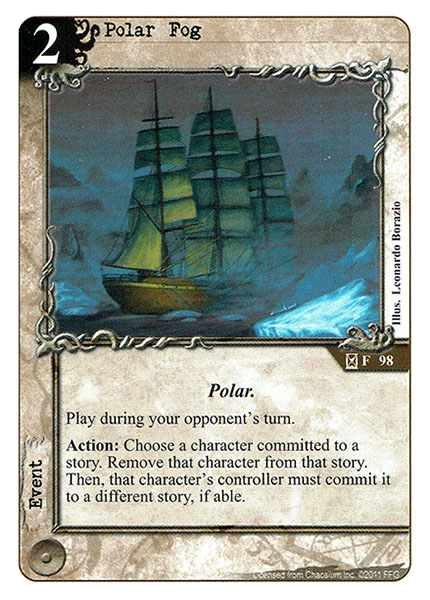 2
Polar Fog
Illus. Leonardo Borazio
F 98
Polar.
Play during your opponent's turn.
Action: Choose a character committed to a
story. Remove that character from that story.
Then, that character's controller must commit it
to a different story, if able.
Event
Licensed from Chaosium Inc. ©2011 FFG